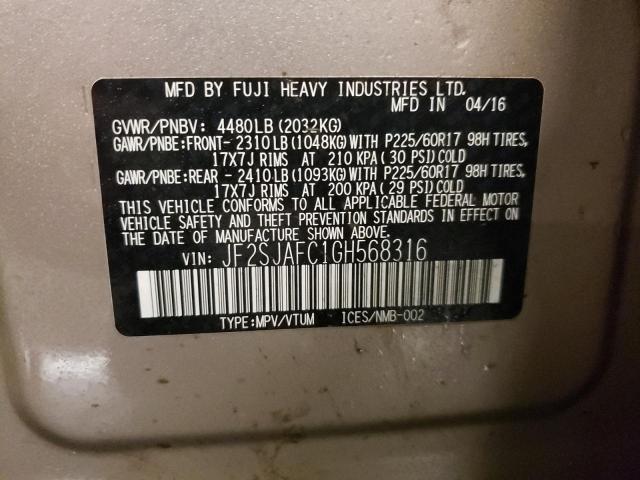 MFD BY FUJI HEAVY INDUSTRIES LTD.
MFD IN 04/16
GVWR/PNBV: 4480LB (2032KG)
GAWR/PNBE:FRONT- 2310LB (1048KG) WITH P225/60R17 98H TIRES,
17X7J RIMS AT 210 KPA (30 PSI) COLD
GAWR/PNBE:REAR - 2410LB (1093KG) WITH P225/60R17 98H TIRES,
17X7J RIMS AT 200 KPA (29 PSI) COLD
THIS VEHICLE CONFORMS TO ALL APPLICABLE FEDERAL MOTOR
VEHICLE SAFETY AND THEFT PREVENTION STANDARDS IN EFFECT ON
THE DATE OF MANUFACTURE SHOWN ABOVE.
VIN: JF2SJAFC1GH568316
TYPE:MPV/VTUM ICES/NMB-002